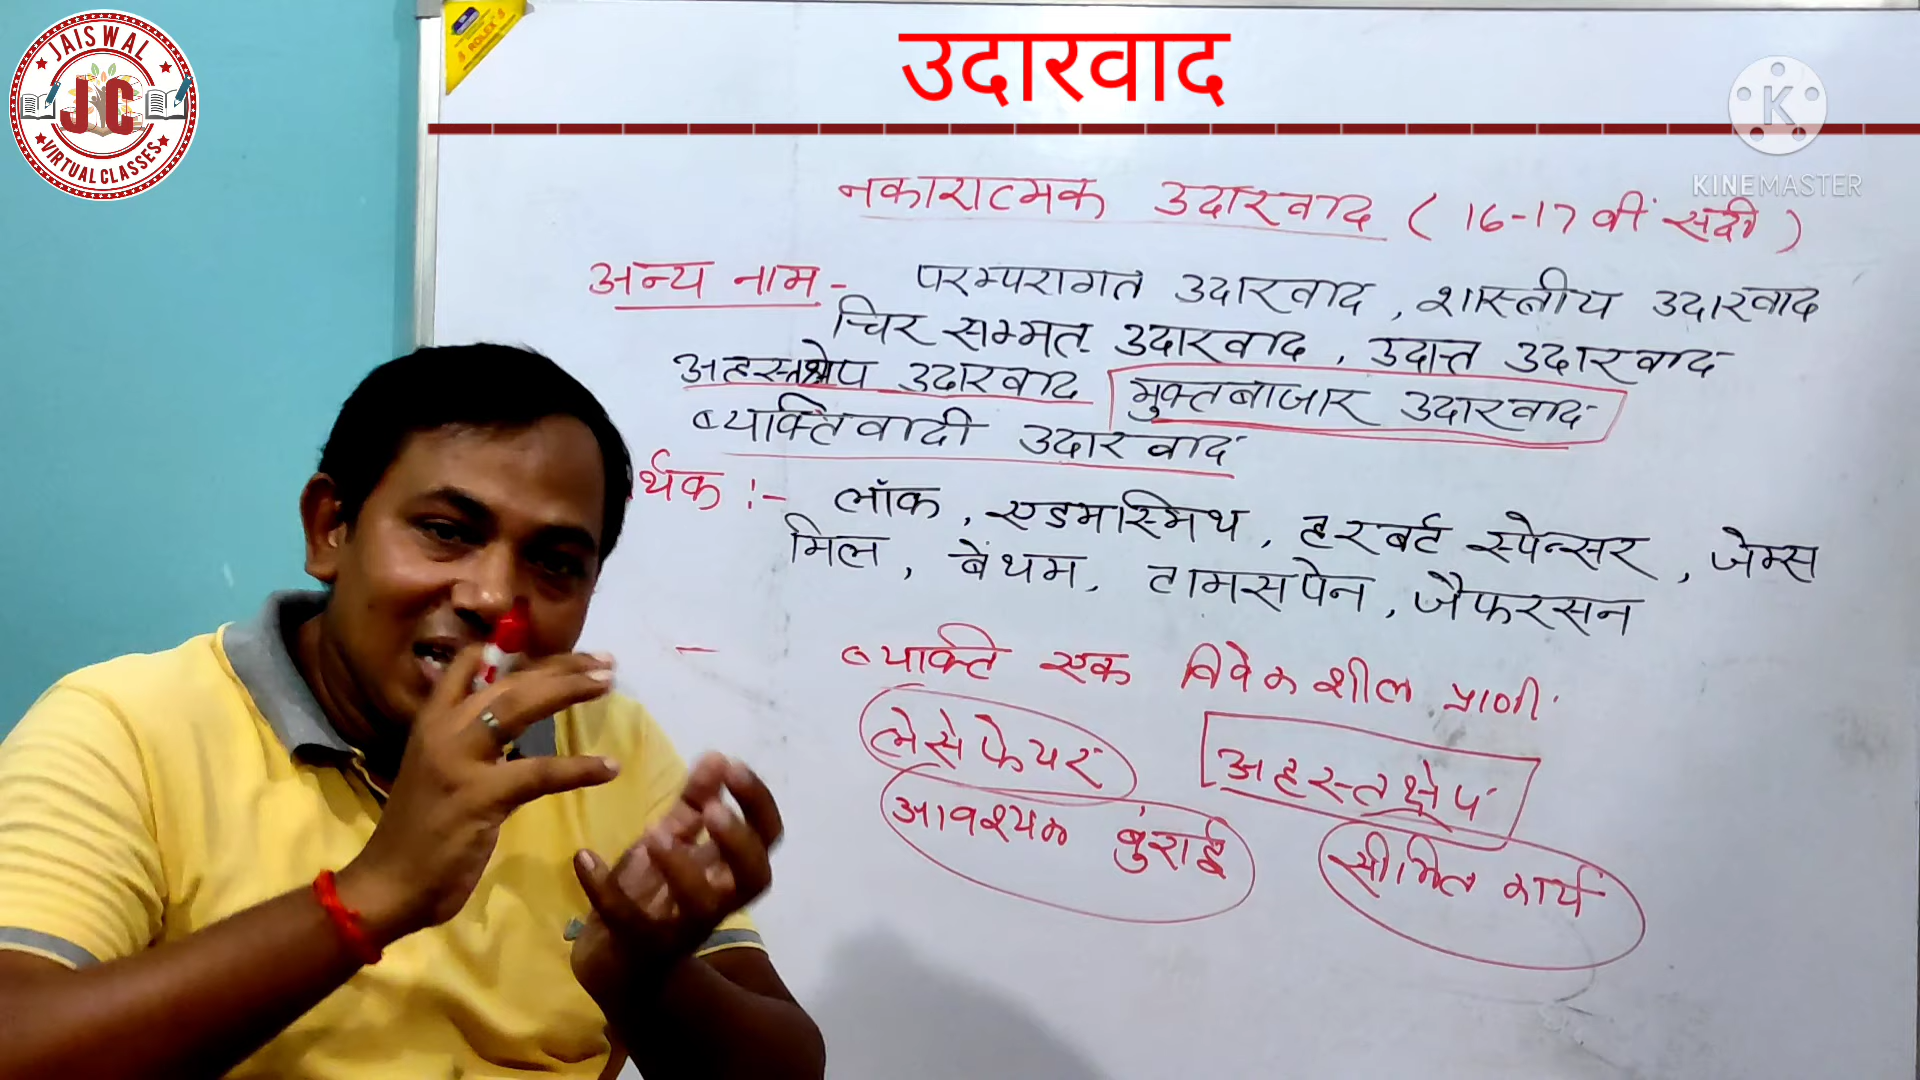 JAISWAL
JC
VIRTUAL CLASSES
ROLEX
उदारवाद
K
KINEMASTER
नकारात्मक उदारवाद ( 16-17 वीं सदी )
अन्य नाम - परम्परागत उदारवाद , शास्त्रीय उदारवाद
चिर सम्मत उदारवाद , उदात्त उदारवाद
अहस्तक्षेप उदारवाद मुक्तबाजार उदारवाद
व्यक्तिवादी उदारवाद
र्थक :- लॉक , एडमास्मिथ , हरबर्ट स्पेन्सर , जेम्स
मिल , बेंथम , टामसपेन , जैफरसन
- व्यक्ति एक विवेकशील प्राणी
लेसे फेयर अहस्तक्षेप
आवश्यक बुराई सीमित कार्य